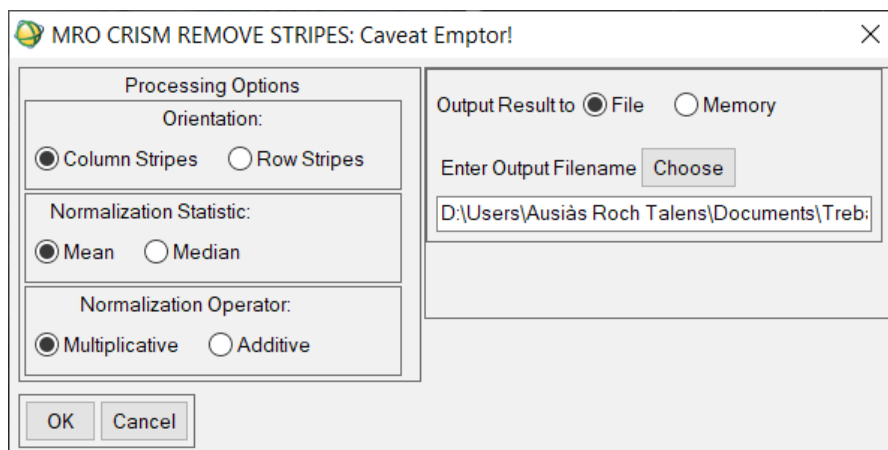 MRO CRISM REMOVE STRIPES: Caveat Emptor!
Processing Options
Orientation:
Column Stripes Row Stripes
Normalization Statistic:
Mean Median
Normalization Operator:
Multiplicative Additive
Output Result to File Memory
Enter Output Filename Choose
D:\Users\Ausiàs Roch Talens\Documents\Treba
OK Cancel